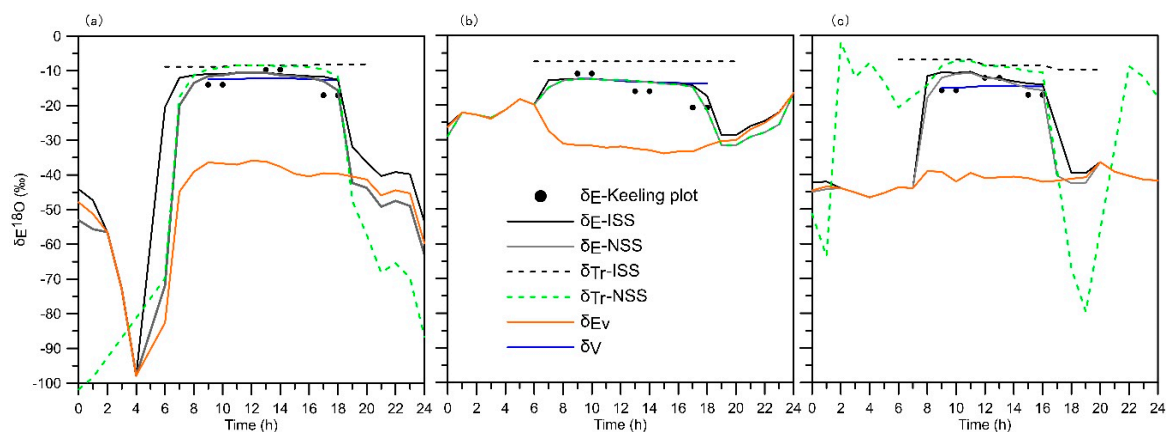 (a)
(b)
(c)
0
-10
-20
-30
-40
-50
-60
-70
-80
-90
-100
δE18O (‰)
δE-Keeling plot
δE-ISS
δE-NSS
δTr-ISS
δTr-NSS
δEv
δV
0 2 4 6 8 10 12 14 16 18 20 22 24
0 2 4 6 8 10 12 14 16 18 20 22 24
0 2 4 6 8 10 12 14 16 18 20 22 24
Time (h)
Time (h)
Time (h)